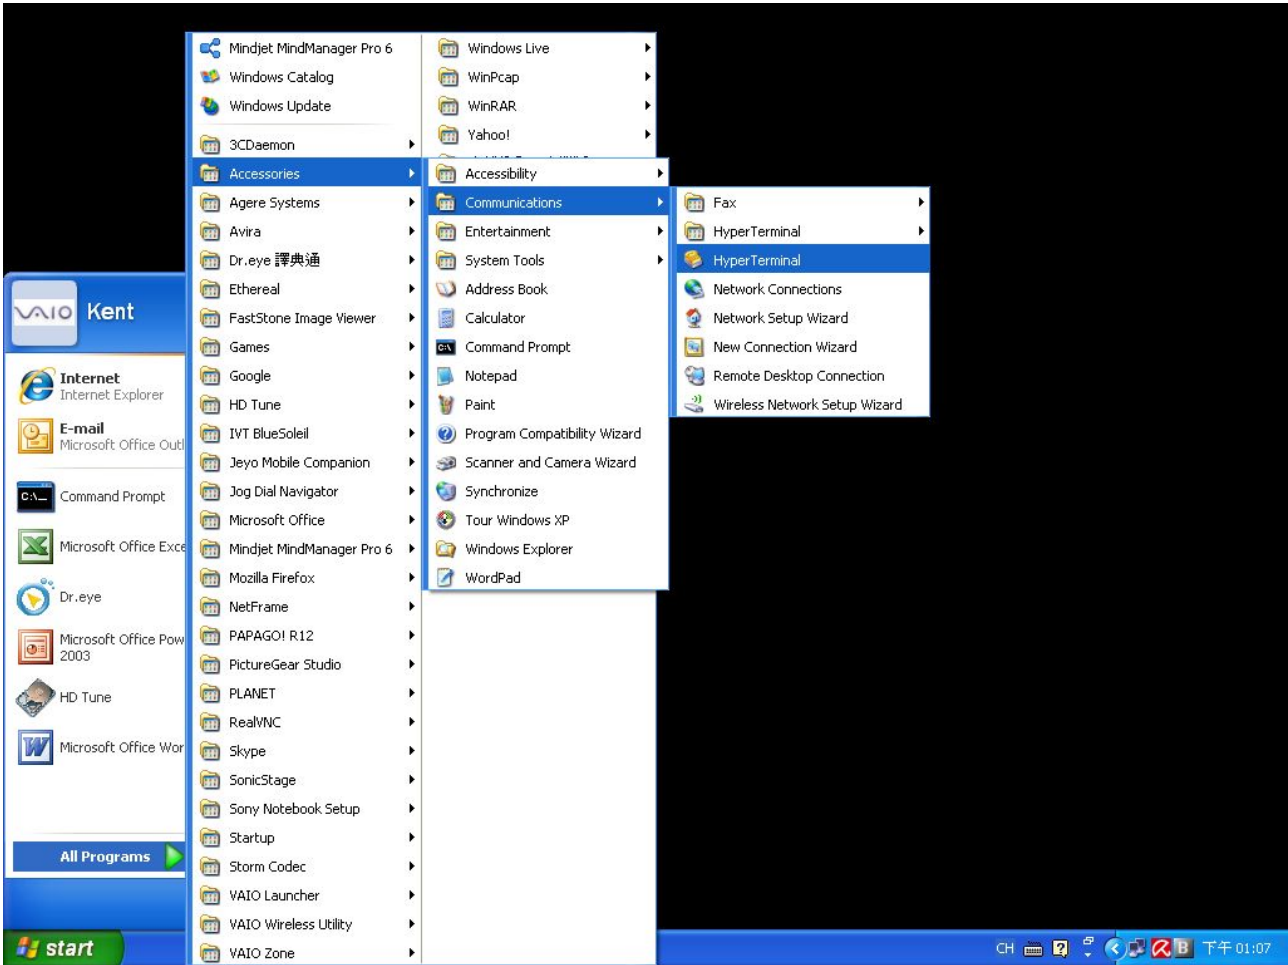 Mindjet MindManager Pro 6
Windows Catalog
Windows Update
3CDaemon
Accessories
Agere Systems
Avira
Dr.eye 譯典通
Ethereal
FastStone Image Viewer
Games
Google
HD Tune
IVT BlueSoleil
Jeyo Mobile Companion
Jog Dial Navigator
Microsoft Office
Mindjet MindManager Pro 6
Mozilla Firefox
NetFrame
PAPAGO! R12
PictureGear Studio
PLANET
RealVNC
Skype
SonicStage
Sony Notebook Setup
Startup
Storm Codec
VAIO Launcher
VAIO Wireless Utility
VAIO Zone
Windows Live
WinPcap
WinRAR
Yahoo!
Accessibility
Communications
Entertainment
System Tools
Address Book
Calculator
Command Prompt
Notepad
Paint
Program Compatibility Wizard
Scanner and Camera Wizard
Synchronize
Tour Windows XP
Windows Explorer
WordPad
Fax
HyperTerminal
HyperTerminal
Network Connections
Network Setup Wizard
New Connection Wizard
Remote Desktop Connection
Wireless Network Setup Wizard
VAIO
Kent
Internet
Internet Explorer
E-mail
Microsoft Office Outl
C:\_
Command Prompt
Microsoft Office Exce
Dr.eye
Microsoft Office Pow
2003
HD Tune
Microsoft Office Wor
All Programs
start
CH
B
下午 01:07